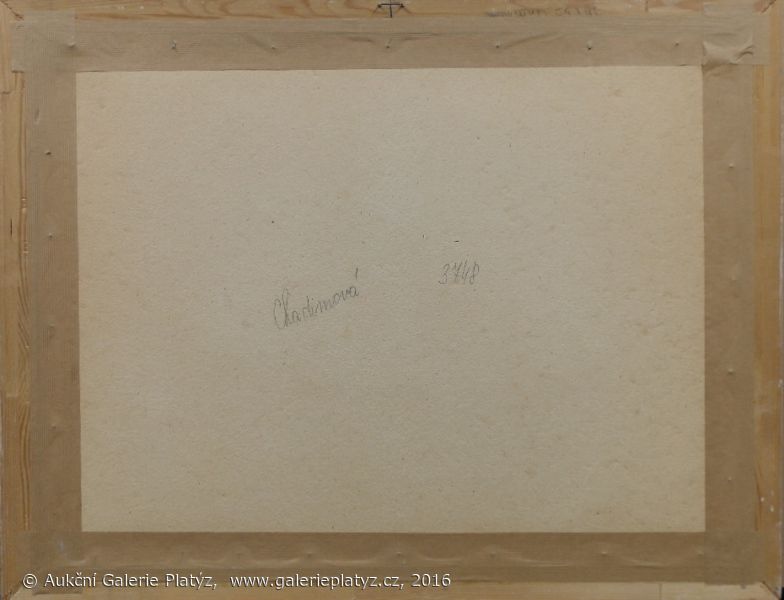 Chadimová
3748
© Aukční Galerie Platýz, www.galerieplatyz.cz, 2016